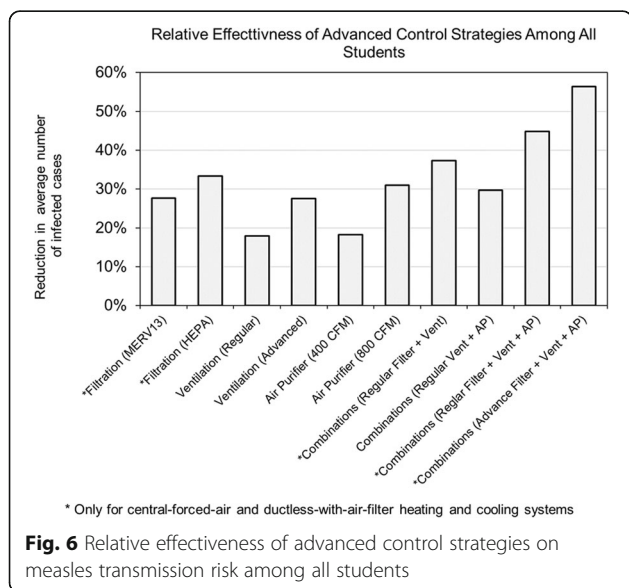 Relative Effecttivness of Advanced Control Strategies Among All
Students
60%
50%
40%
30%
20%
10%
0%
Reduction in average number
of infected cases
*Filtration (MERV13)
*Filtration (HEPA)
Ventilation (Regular)
Ventilation (Advanced)
Air Purifier (400 CFM)
Air Purifier (800 CFM)
*Combinations (Regular Filter + Vent)
Combinations (Regular Vent + AP)
*Combinations (Reglar Filter + Vent + AP)
*Combinations (Advance Filter + Vent + AP)
* Only for central-forced-air and ductless-with-air-filter heating and cooling systems
Fig. 6 Relative effectiveness of advanced control strategies on
measles transmission risk among all students